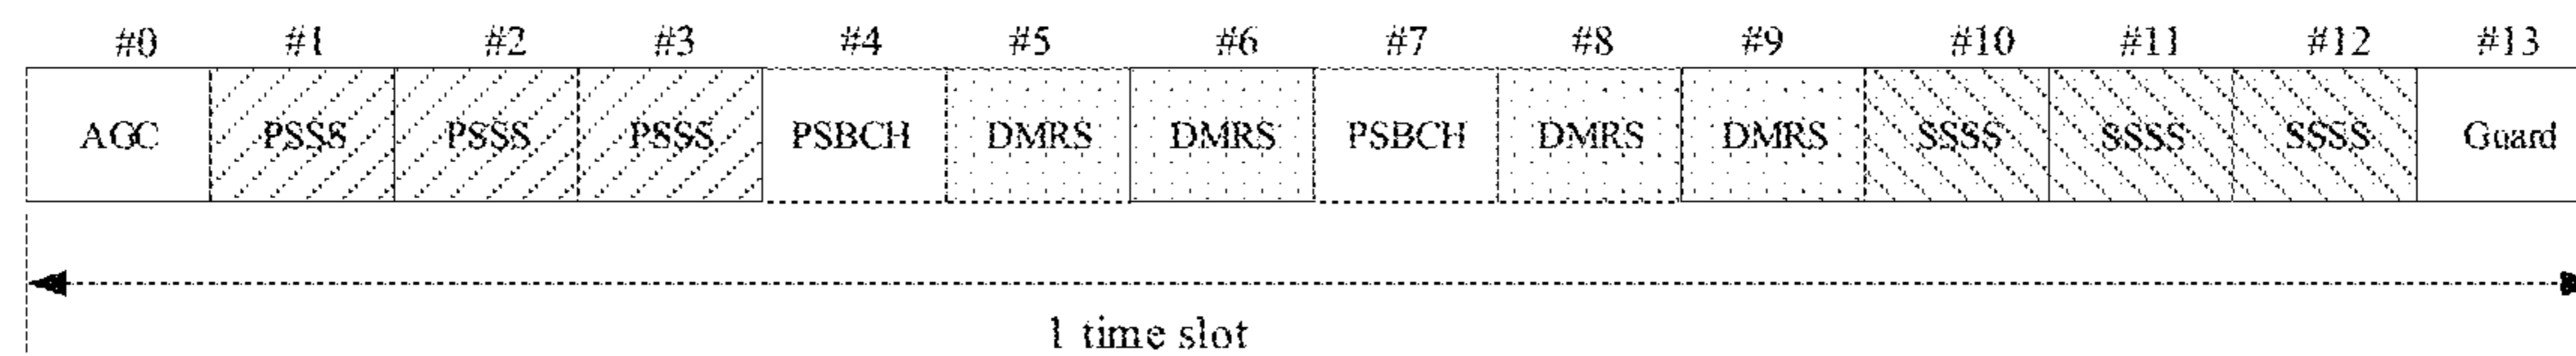 #0 #1 #2 #3 #4 #5 #6 #7 #8 #9 #10 #11 #12 #13
AGC PSSS PSSS PSSS PSBCH DMRS DMRS PSBCH DMRS DMRS SSSS SSSS SSSS Guard
1 time slot